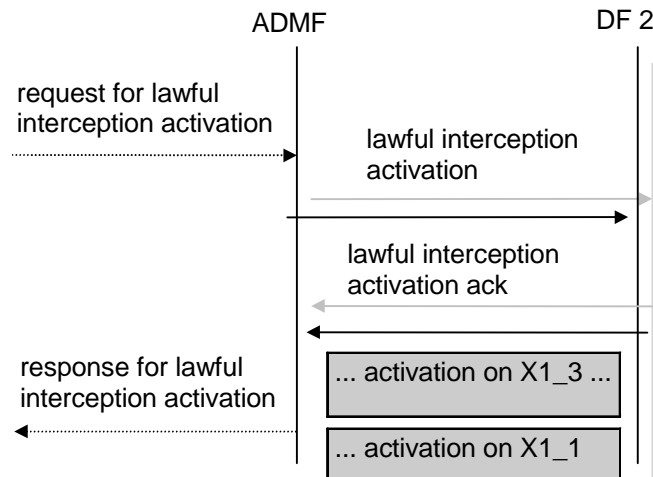 ADMF
DF 2
request for lawful
interception activation
lawful interception
activation
lawful interception
activation ack
response for lawful
interception activation
... activation on X1_3 ...
... activation on X1_1